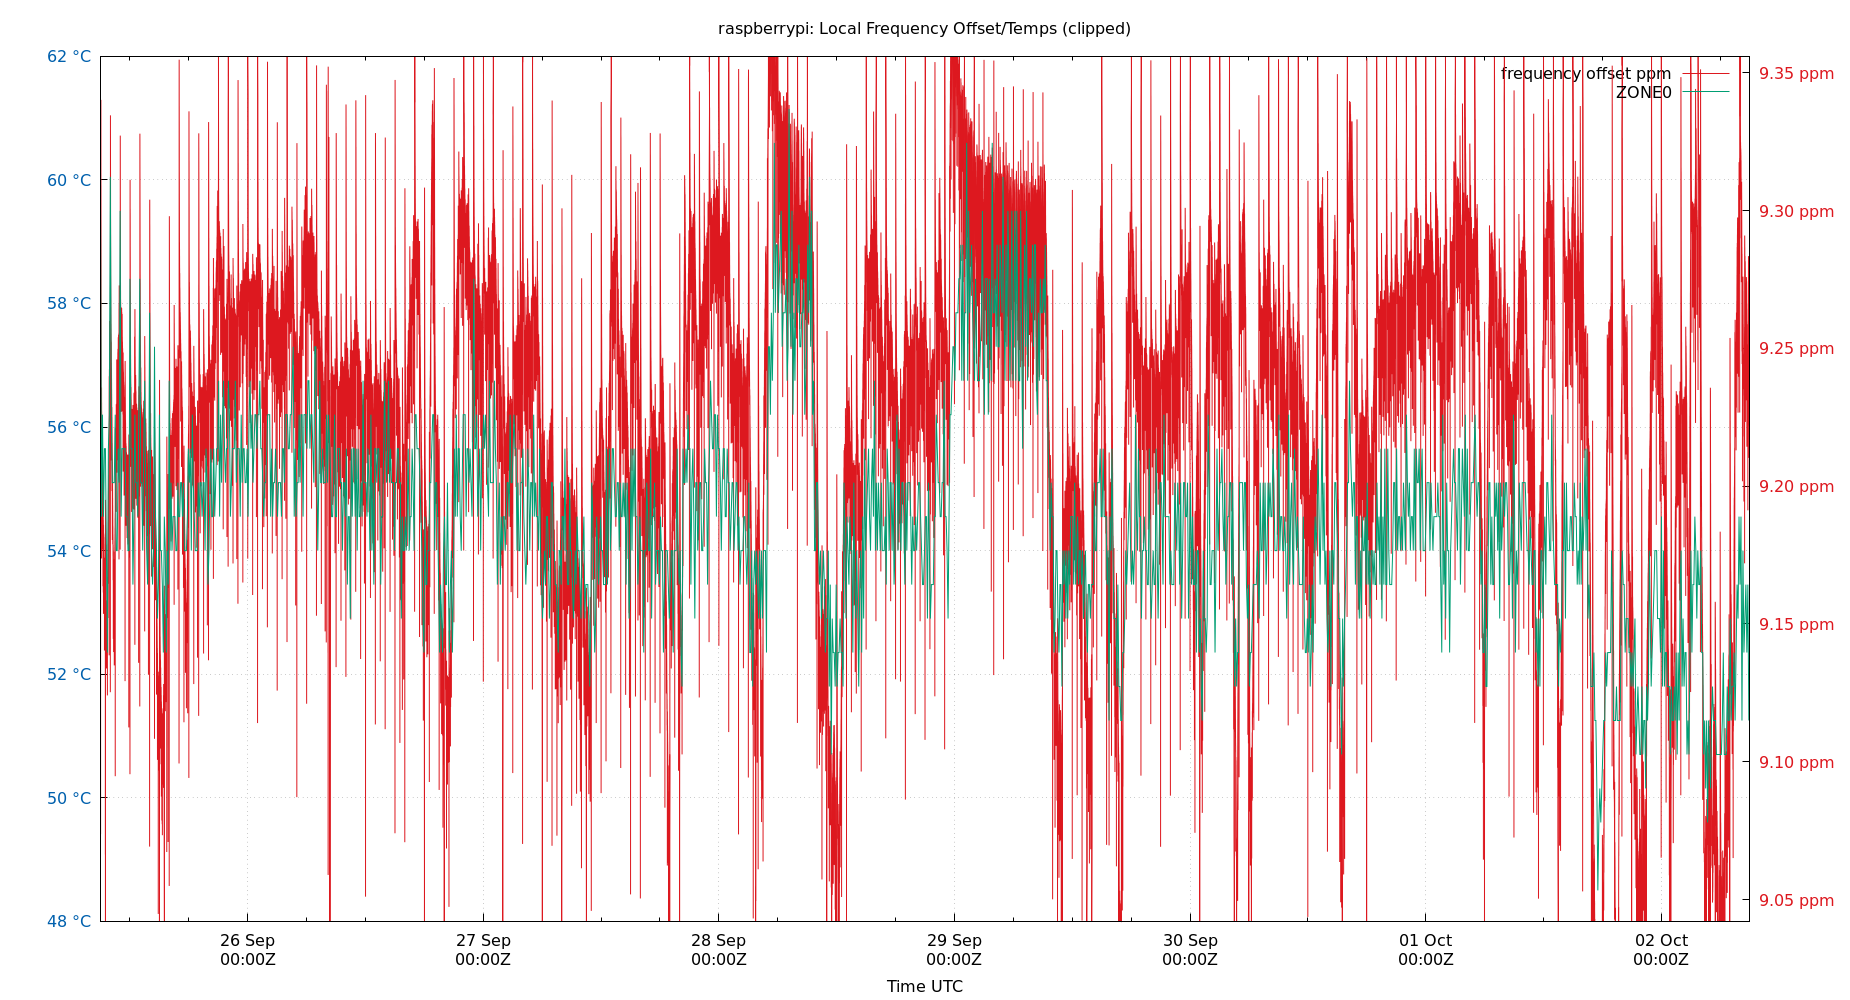 raspberrypi: Local Frequency Offset/Temps (clipped)
62 °C
60 °C
58 °C
56 °C
54 °C
52 °C
50 °C
48 °C
frequency offset ppm
ZONE0
9.35 ppm
9.30 ppm
9.25 ppm
9.20 ppm
9.15 ppm
9.10 ppm
9.05 ppm
26 Sep 27 Sep 28 Sep 29 Sep 30 Sep 01 Oct 02 Oct
00:00Z 00:00Z 00:00Z 00:00Z 00:00Z 00:00Z 00:00Z
Time UTC